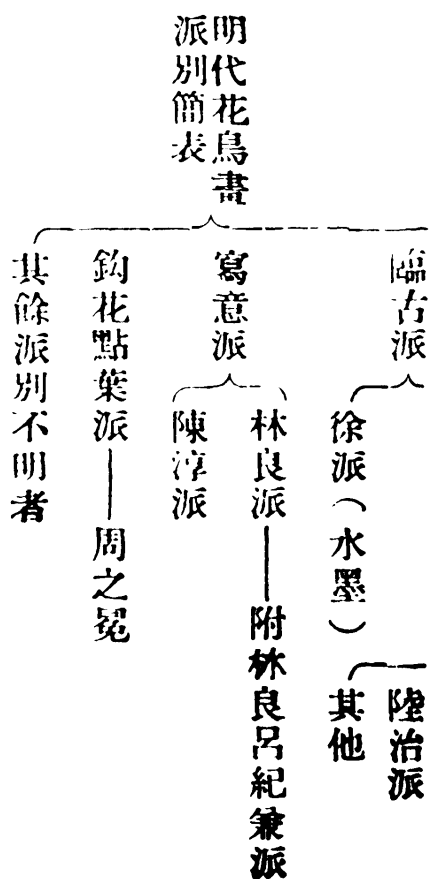 明代花鳥畫
派別簡表
臨古派
徐派（水墨）
陸治派
其他
寫意派
林良派——附林良呂紀兼派
陳淳派
鈎花點葉派——周之冕
其餘派別不明者